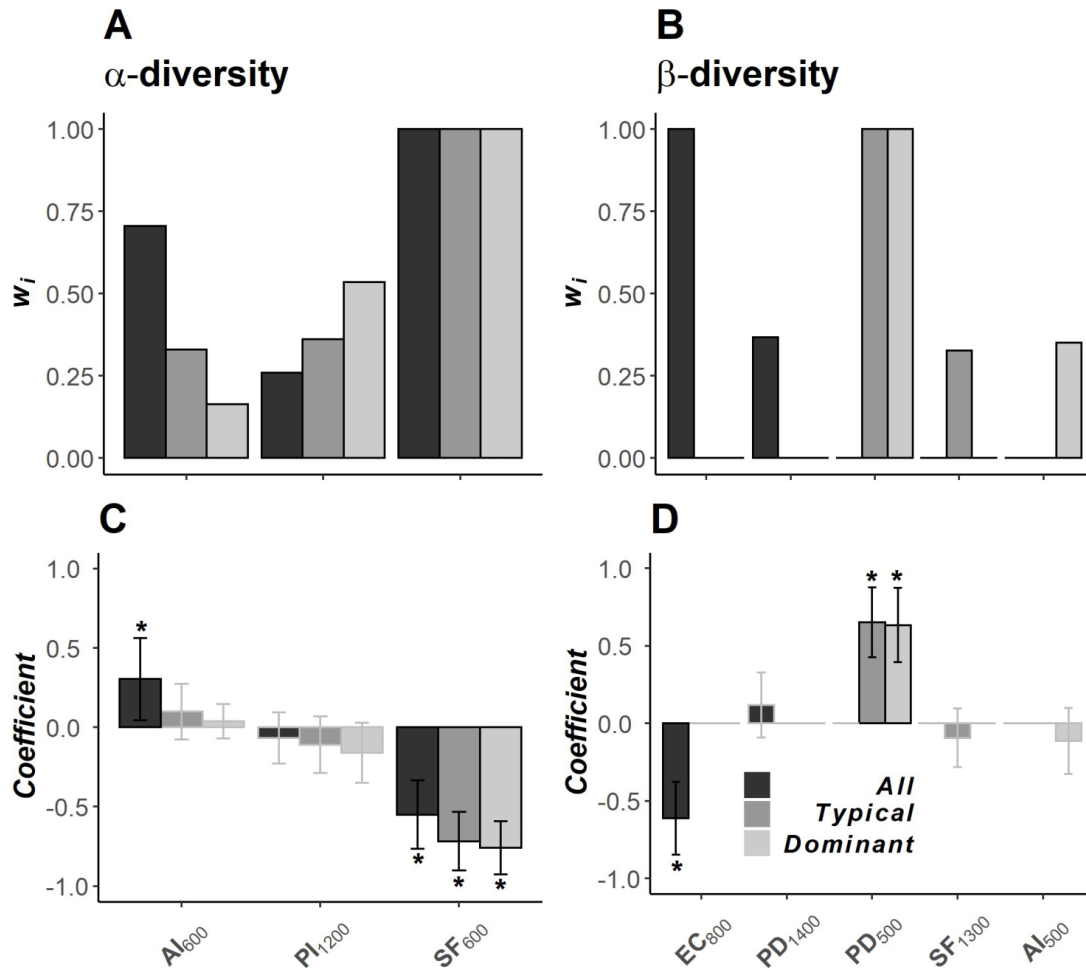 A
α-diversity
1.00
0.75
0.50
0.25
0.00
w_i
B
β-diversity
1.00
0.75
0.50
0.25
0.00
w_i
C
1.0
0.5
0.0
-0.5
-1.0
Coefficient
*
*
*
*
AI₆₀₀
PI₁₂₀₀
SF₆₀₀
D
1.0
0.5
0.0
-0.5
-1.0
Coefficient
* *
*
All
Typical
Dominant
EC₈₀₀
PD₁₄₀₀
PD₅₀₀
SF₁₃₀₀
AI₅₀₀